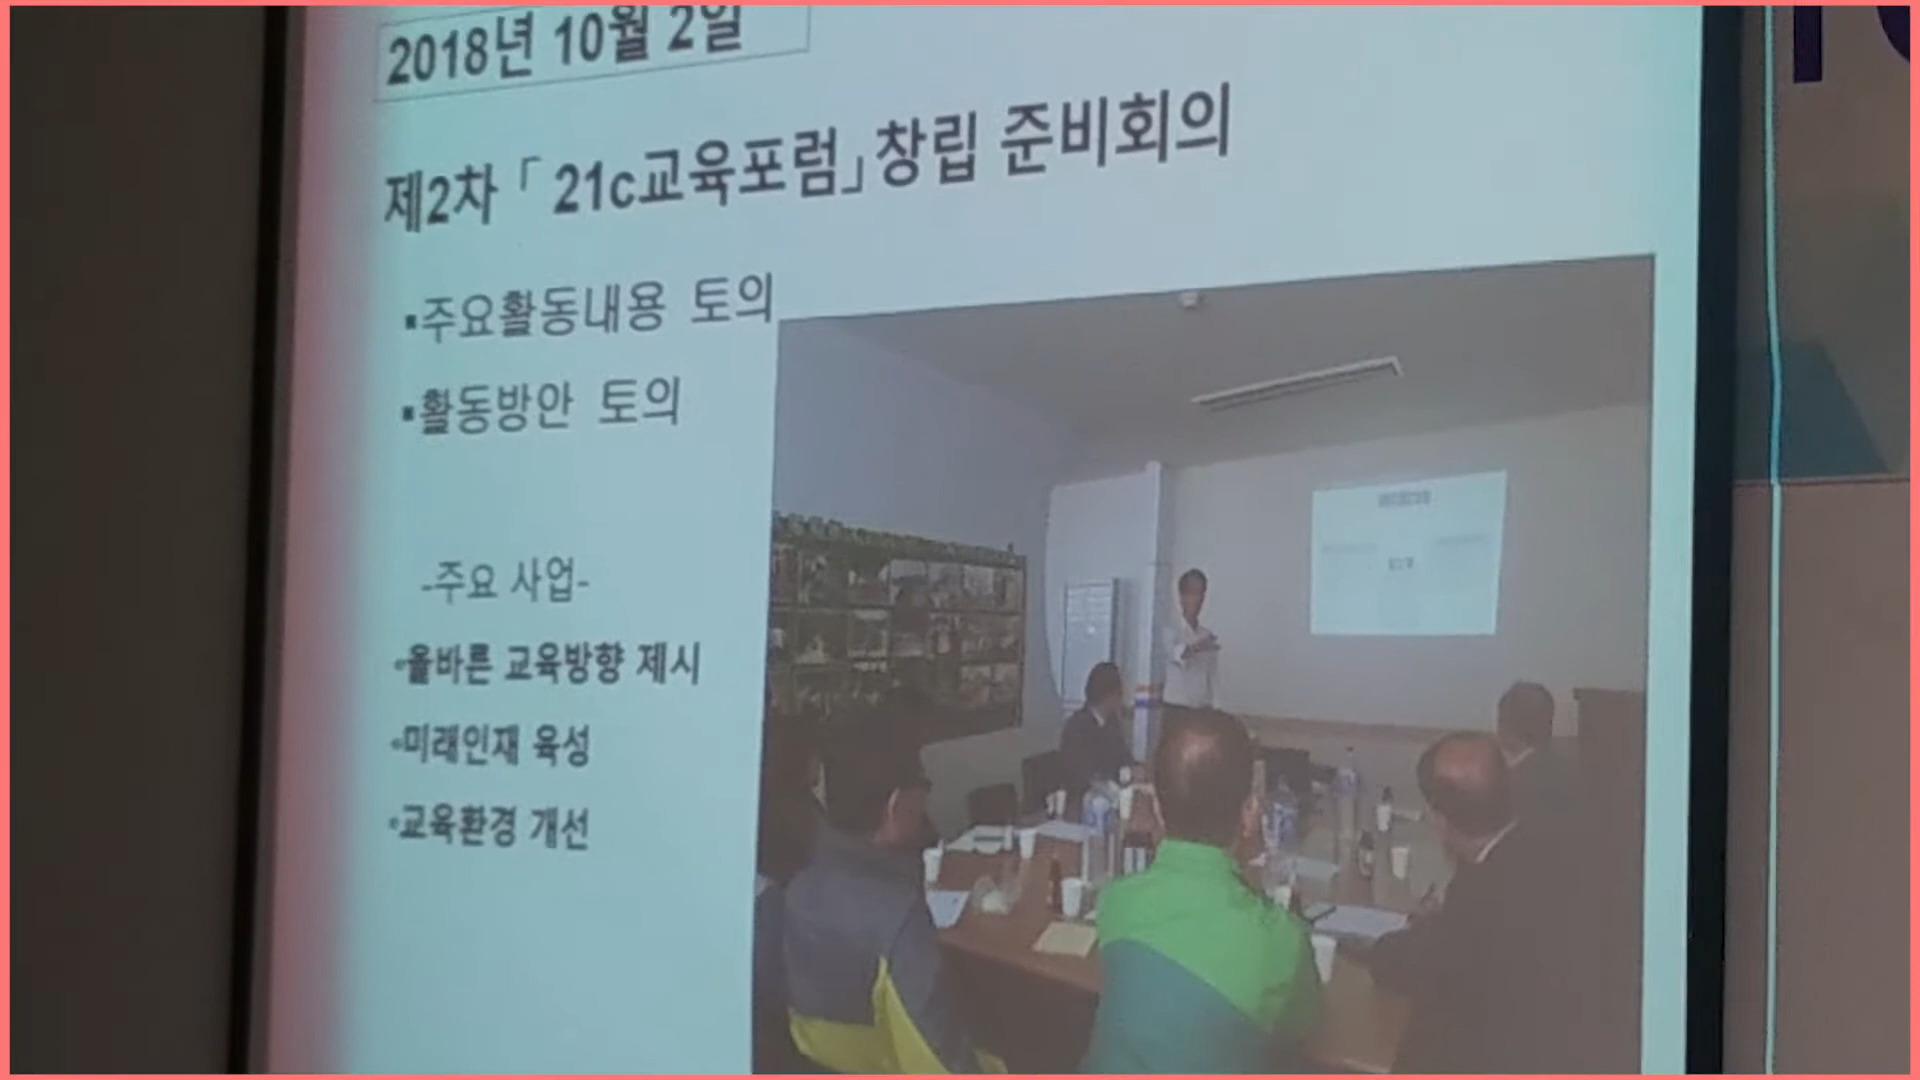 2018년 10월 2일
제2차 「 21c교육포럼」창립 준비회의
▪주요활동내용 토의
▪활동방안 토의
-주요 사업-
•올바른 교육방향 제시
•미래인재 육성
•교육환경 개선